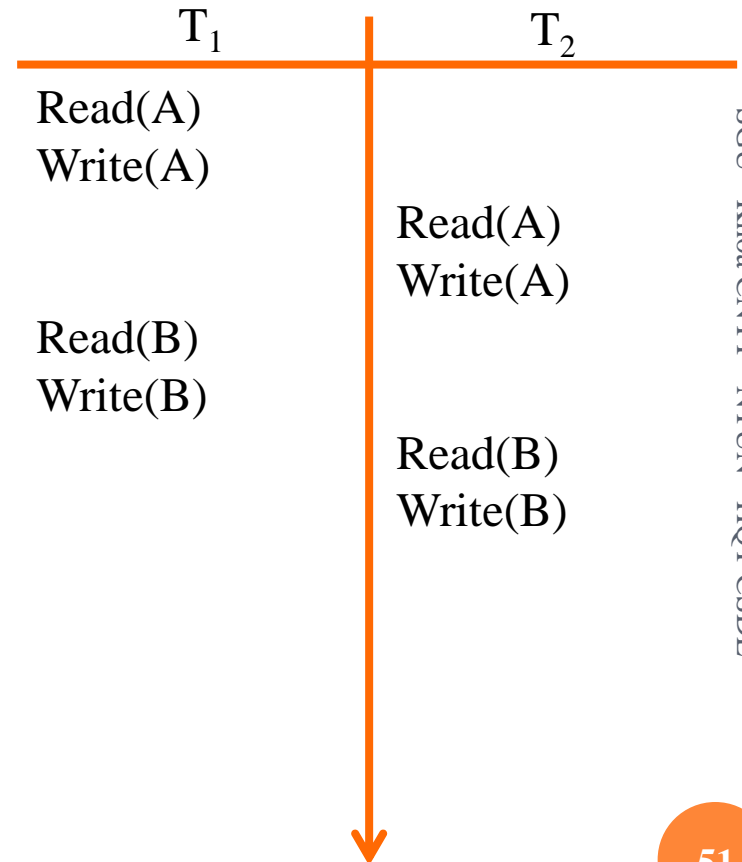 T₁ T₂
Read(A)
Write(A)
Read(A)
Write(A)
Read(B)
Write(B)
Read(B)
Write(B)
51